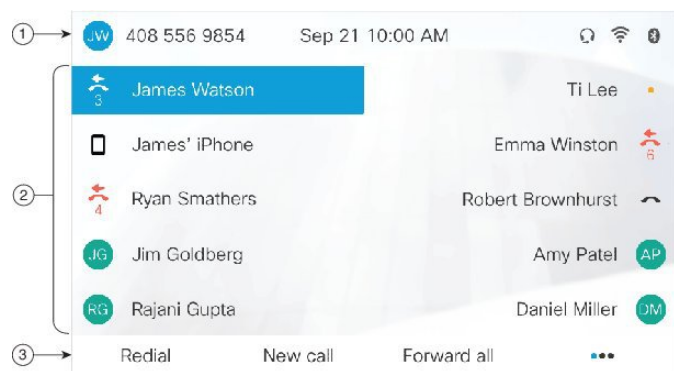 1 JW 408 556 9854 Sep 21 10:00 AM
3 James Watson Ti Lee
2 James' iPhone Emma Winston 6
4 Ryan Smathers Robert Brownhurst
JG Jim Goldberg Amy Patel AP
RG Rajani Gupta Daniel Miller DM
3 Redial New call Forward all